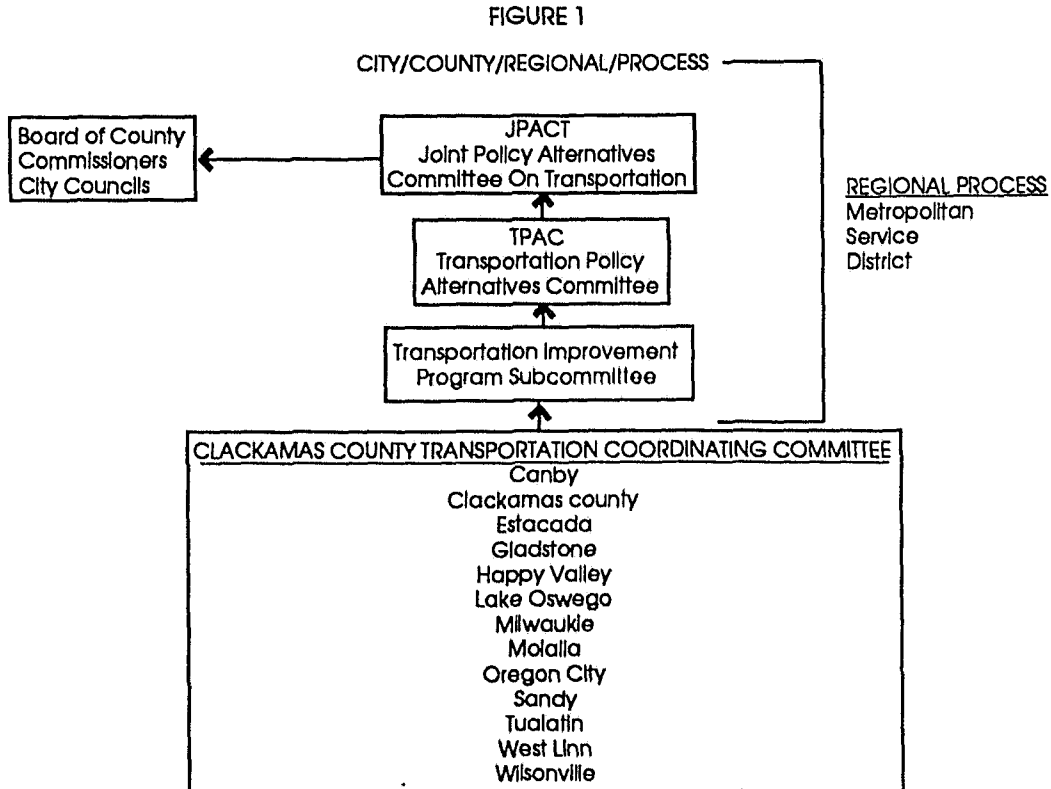 FIGURE 1
CITY/COUNTY/REGIONAL/PROCESS
Board of County
Commissioners
City Councils
JPACT
Joint Policy Alternatives
Committee On Transportation
REGIONAL PROCESS
Metropolitan
Service
District
TPAC
Transportation Policy
Alternatives Committee
Transportation Improvement
Program Subcommittee
CLACKAMAS COUNTY TRANSPORTATION COORDINATING COMMITTEE
Canby
Clackamas county
Estacada
Gladstone
Happy Valley
Lake Oswego
Milwaukie
Molalla
Oregon City
Sandy
Tualatin
West Linn
Wilsonville